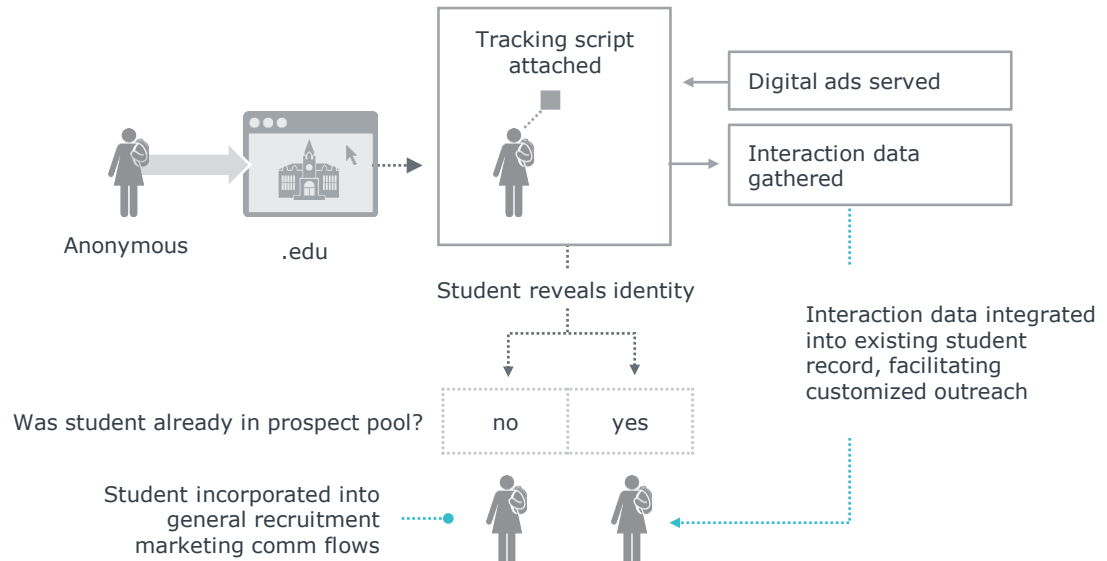 Tracking script
attached
Digital ads served
Interaction data
gathered
Anonymous
.edu
Student reveals identity
Interaction data integrated
into existing student
record, facilitating
customized outreach
Was student already in prospect pool?
no
yes
Student incorporated into
general recruitment
marketing comm flows